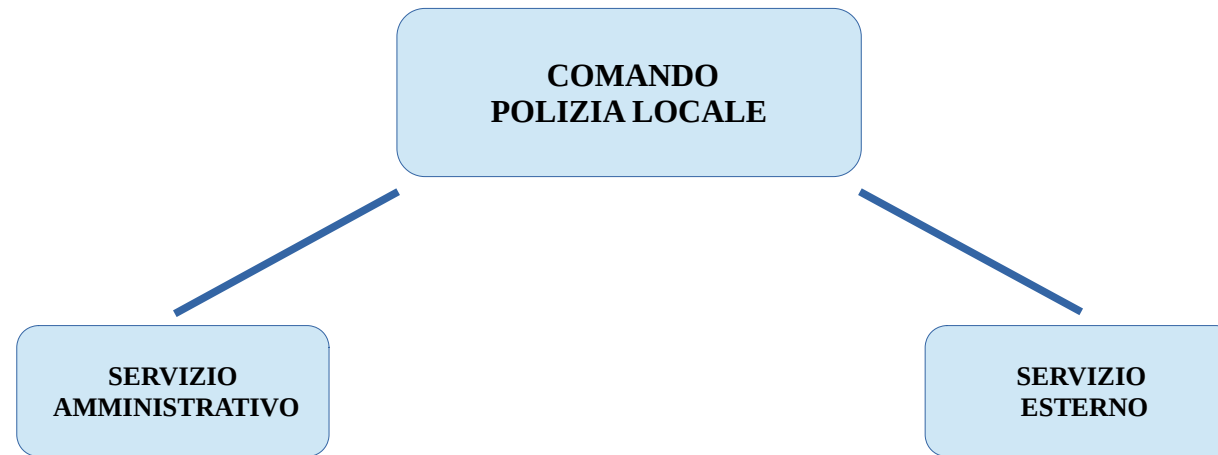 COMANDO
POLIZIA LOCALE
SERVIZIO
AMMINISTRATIVO
SERVIZIO
ESTERNO